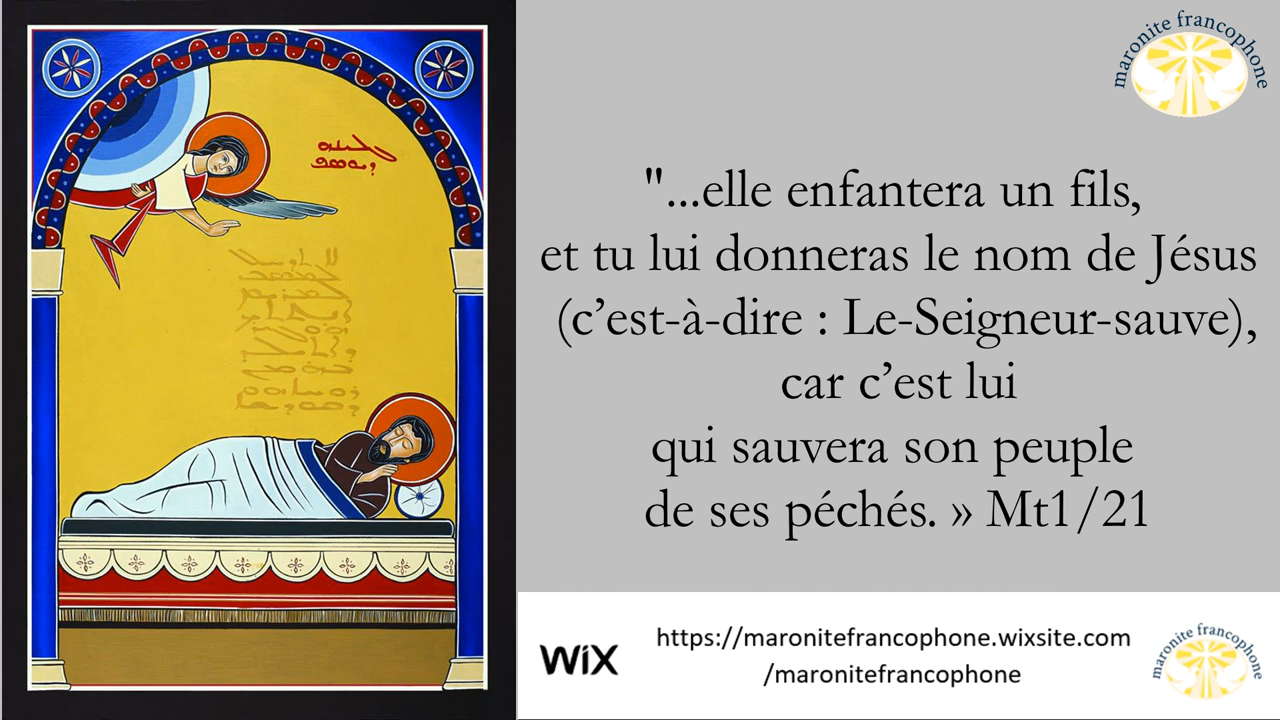 maronite francophone
ܓܠܝܢܗ
ܕܝܘܣܦ
"...elle enfantera un fils,
et tu lui donneras le nom de Jésus
(c’est-à-dire : Le-Seigneur-sauve),
car c’est lui
qui sauvera son peuple
de ses péchés. » Mt1/21
WiX
https://maronitefrancophone.wixsite.com
/maronitefrancophone
maronite francophone